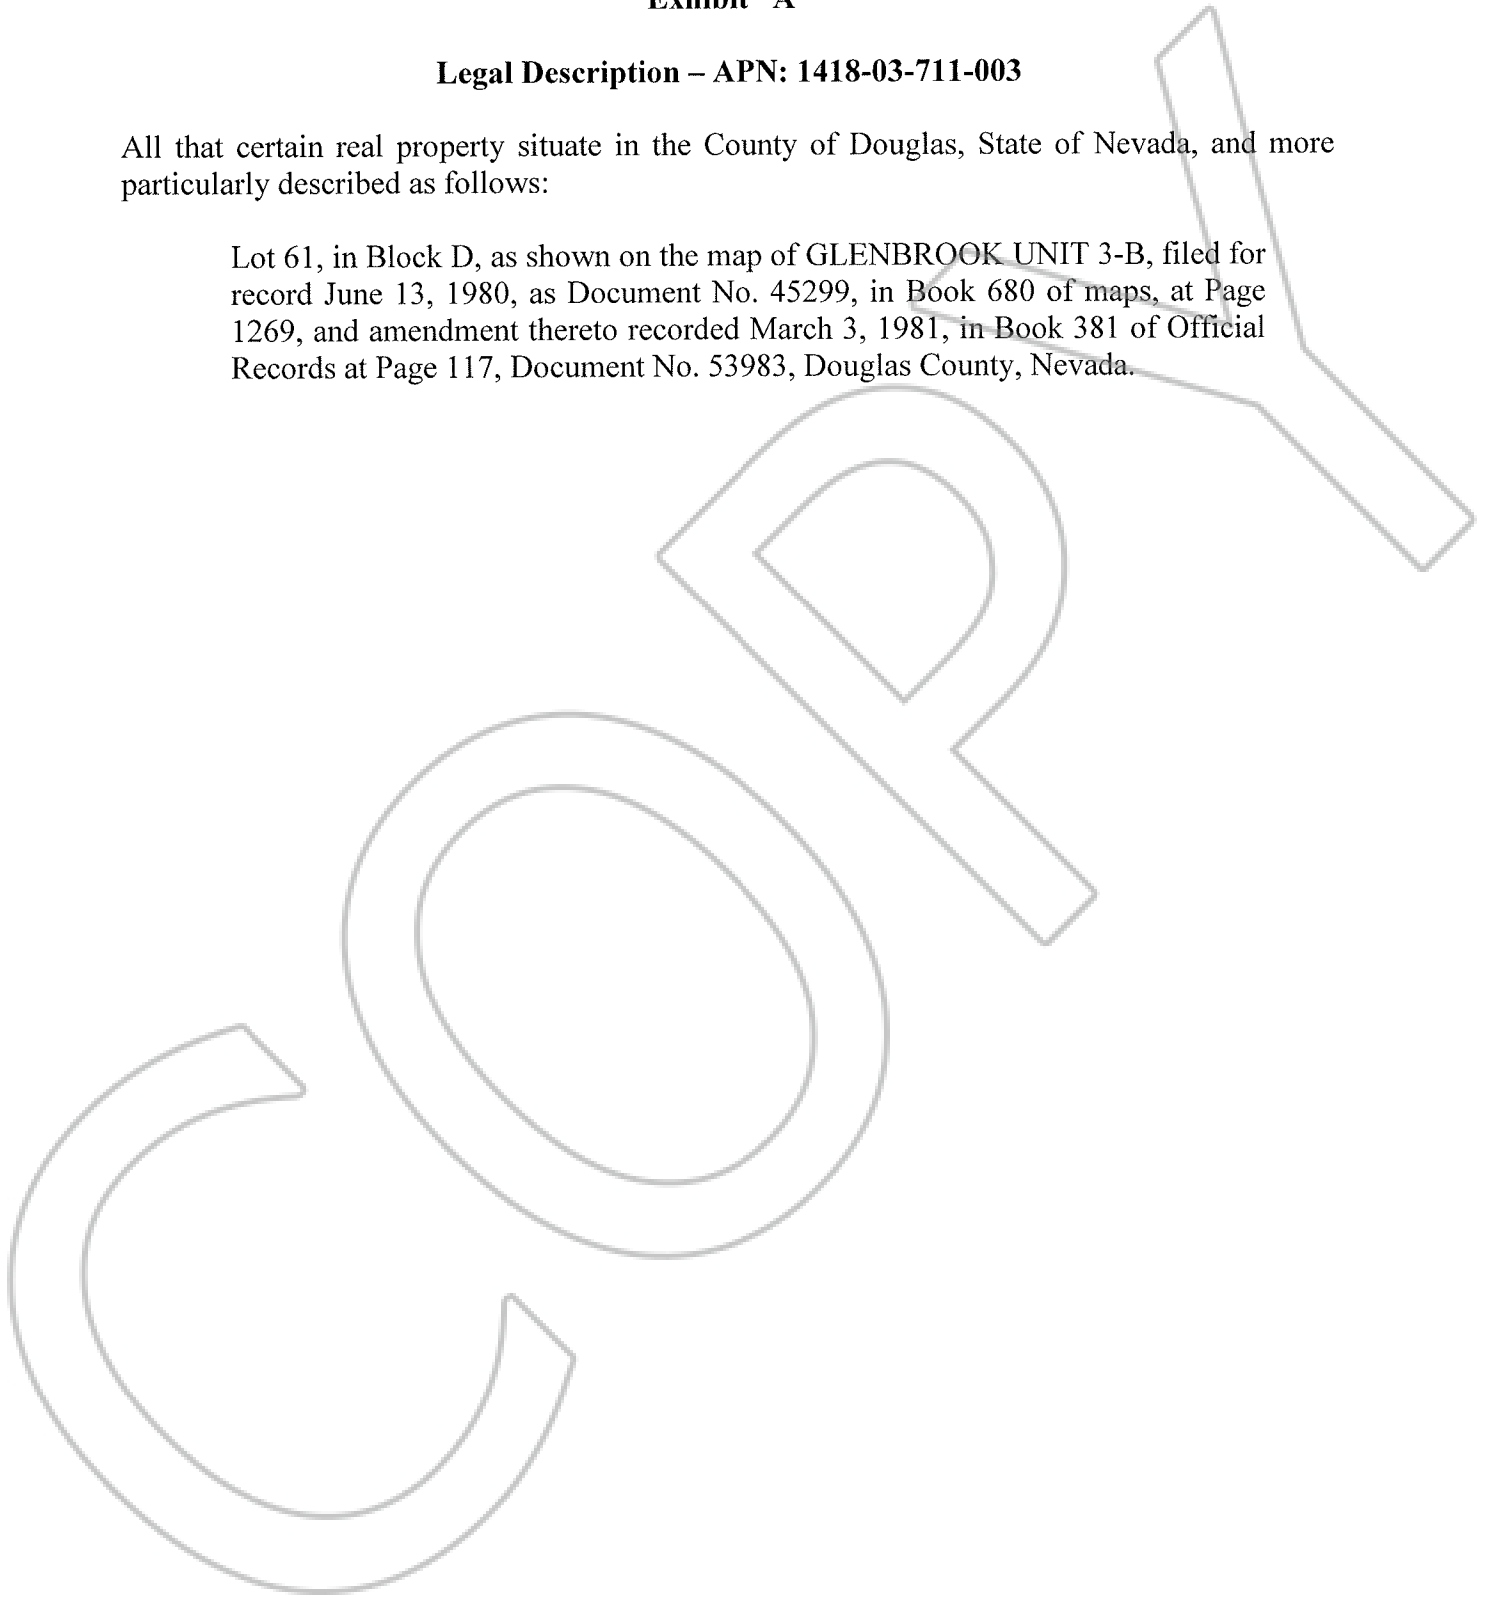 Exhibit "A"
Legal Description – APN: 1418-03-711-003
All that certain real property situate in the County of Douglas, State of Nevada, and more
particularly described as follows:
Lot 61, in Block D, as shown on the map of GLENBROOK UNIT 3-B, filed for
record June 13, 1980, as Document No. 45299, in Book 680 of maps, at Page
1269, and amendment thereto recorded March 3, 1981, in Book 381 of Official
Records at Page 117, Document No. 53983, Douglas County, Nevada.
COPY